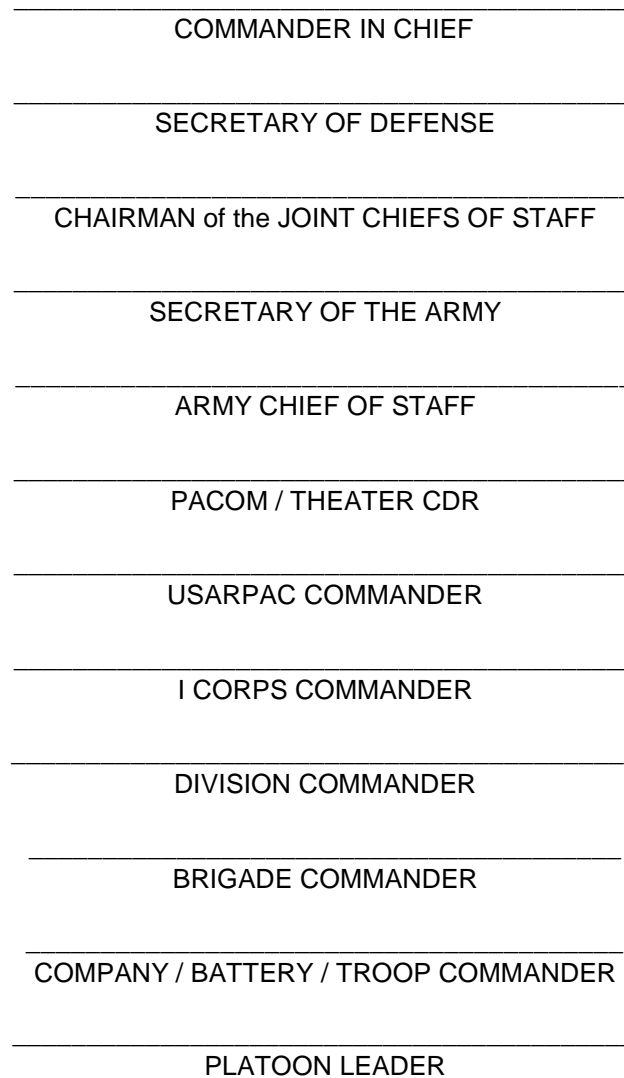 COMMANDER IN CHIEF
SECRETARY OF DEFENSE
CHAIRMAN of the JOINT CHIEFS OF STAFF
SECRETARY OF THE ARMY
ARMY CHIEF OF STAFF
PACOM / THEATER CDR
USARPAC COMMANDER
I CORPS COMMANDER
DIVISION COMMANDER
BRIGADE COMMANDER
COMPANY / BATTERY / TROOP COMMANDER
PLATOON LEADER